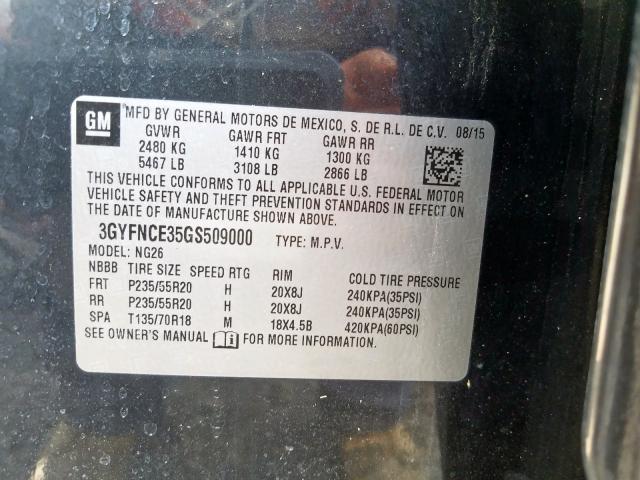 GM
MFD BY GENERAL MOTORS DE MEXICO, S. DE R.L. DE C.V. 08/15
GVWR GAWR FRT GAWR RR
2480 KG 1410 KG 1300 KG
5467 LB 3108 LB 2866 LB
THIS VEHICLE CONFORMS TO ALL APPLICABLE U.S. FEDERAL MOTOR
VEHICLE SAFETY AND THEFT PREVENTION STANDARDS IN EFFECT ON
THE DATE OF MANUFACTURE SHOWN ABOVE.
3GYFNCE35GS509000 TYPE: M.P.V.
MODEL: NG26
NBBB TIRE SIZE SPEED RTG RIM COLD TIRE PRESSURE
FRT P235/55R20 H 20X8J 240KPA(35PSI)
RR P235/55R20 H 20X8J 240KPA(35PSI)
SPA T135/70R18 M 18X4.5B 420KPA(60PSI)
SEE OWNER'S MANUAL FOR MORE INFORMATION.